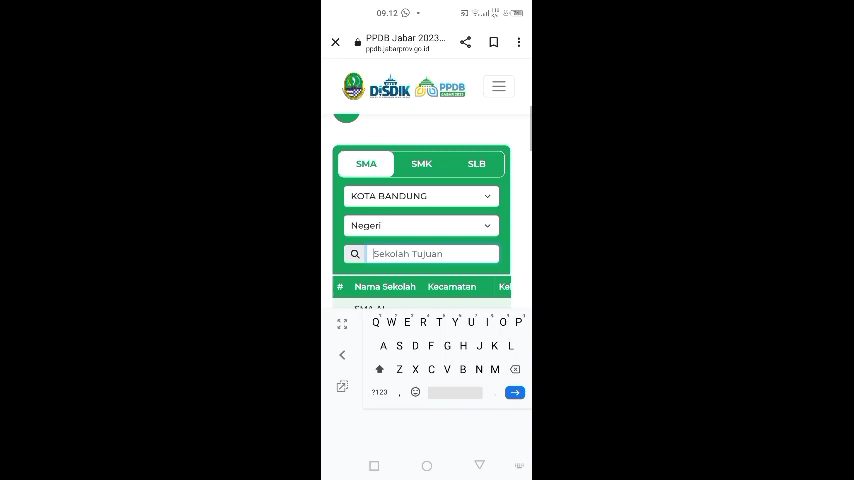 09.12
PPDB Jabar 2023...
ppdb.jabarprov.go.id
DISDIK PPDB
SMA SMK SLB
KOTA BANDUNG
Negeri
Sekolah Tujuan
# Nama Sekolah Kecamatan Kel
Q W E R T Y U I O P
A S D F G H J K L
Z X C V B N M
?123 , .